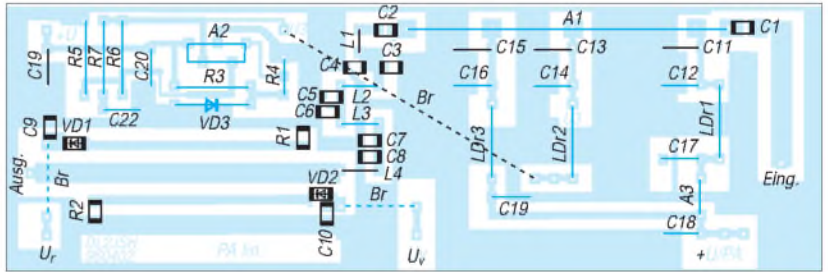 C2
A1
C1
+U
A2
L1
C19
R5
R7
R6
C20
R3
R4
C4
C3
C15
C13
C11
C16
C14
C12
C5
L2
C6
L3
Br
C22
VD3
C9
VD1
R1
C7
C8
L4
LDr3
LDr2
LDr1
C17
Ausg.
Br
VD2
Br
C19
A3
Eing.
R2
C10
C18
PA Int.
Ur
Uv
+UPA